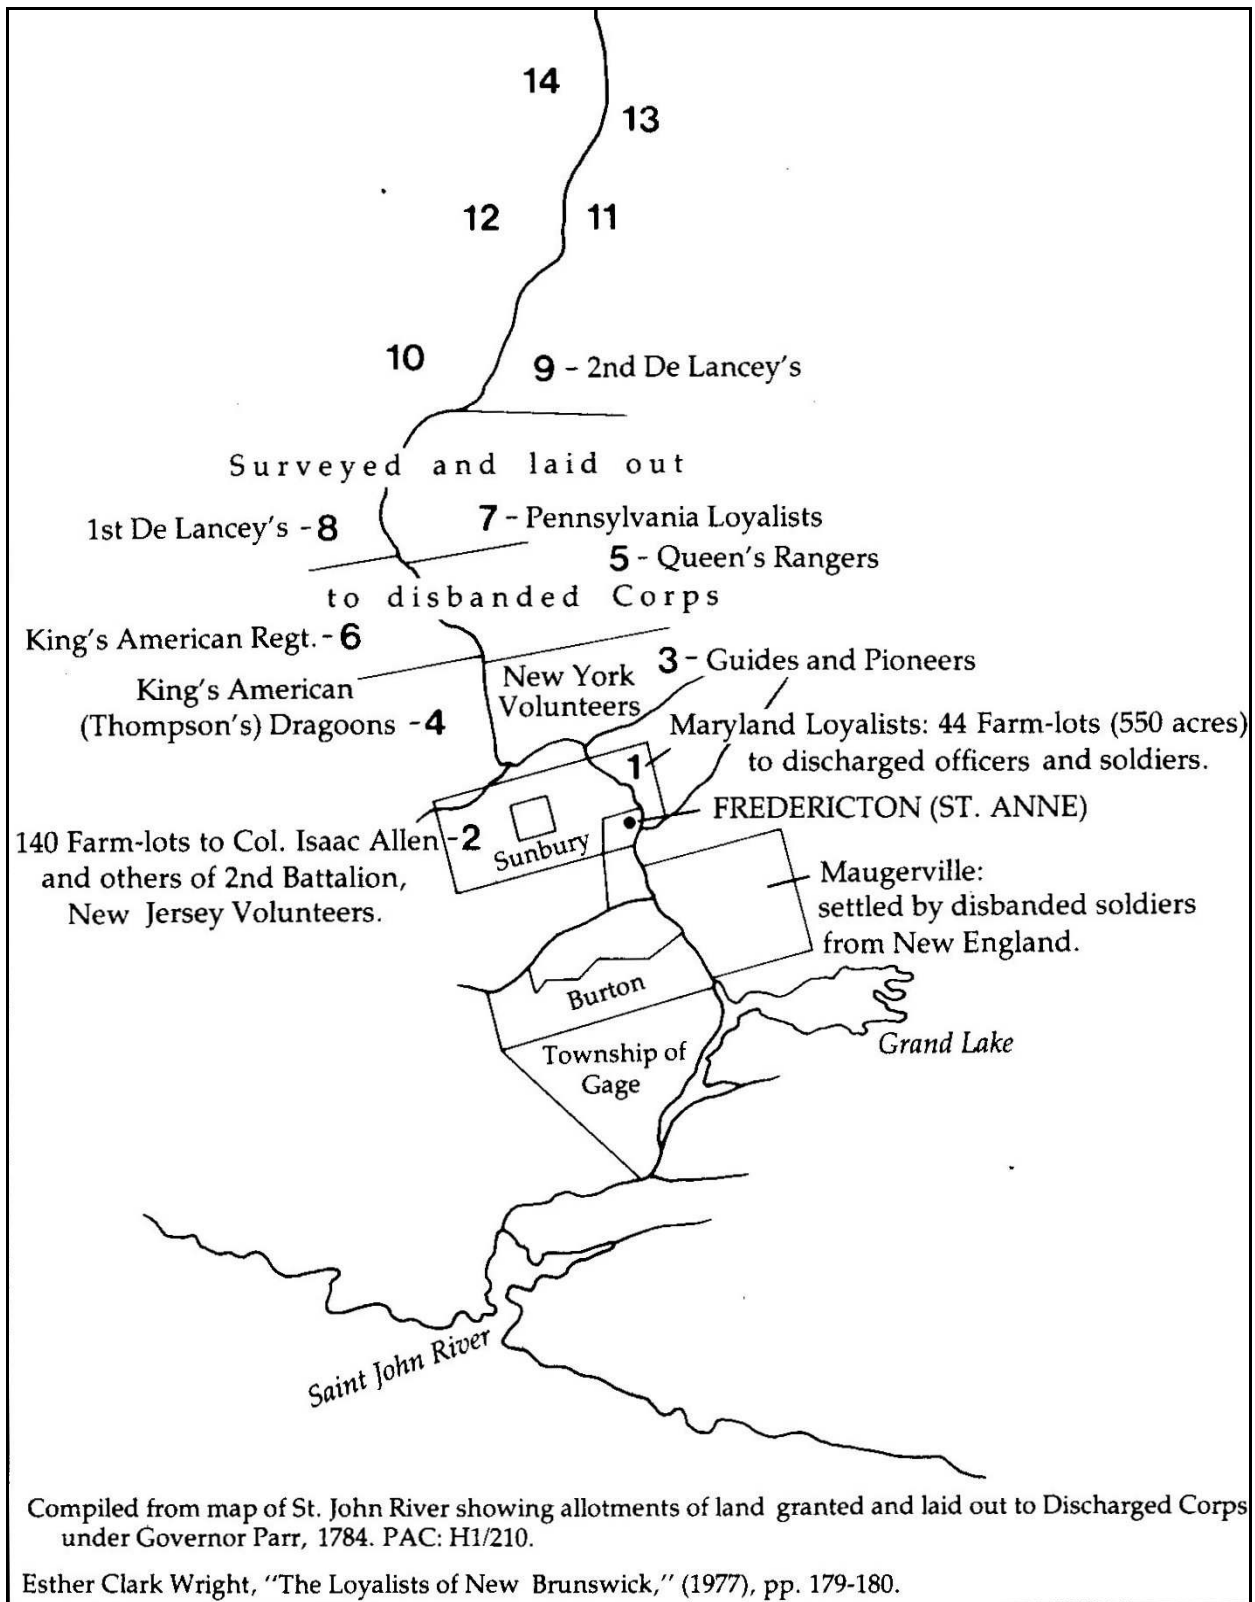 14
13
12
11
10
9 - 2nd De Lancey's
Surveyed and laid out
1st De Lancey's - 8
7 - Pennsylvania Loyalists
5 - Queen's Rangers
to disbanded Corps
King's American Regt. - 6
3 - Guides and Pioneers
New York
Volunteers
King's American
(Thompson's) Dragoons - 4
Maryland Loyalists: 44 Farm-lots (550 acres)
to discharged officers and soldiers.
1
FREDERICTON (ST. ANNE)
140 Farm-lots to Col. Isaac Allen - 2
and others of 2nd Battalion,
New Jersey Volunteers.
Sunbury
Maugerville:
settled by disbanded soldiers
from New England.
Burton
Grand Lake
Township of
Gage
Saint John River
Compiled from map of St. John River showing allotments of land granted and laid out to Discharged Corps
under Governor Parr, 1784. PAC: H1/210.
Esther Clark Wright, "The Loyalists of New Brunswick," (1977), pp. 179-180.